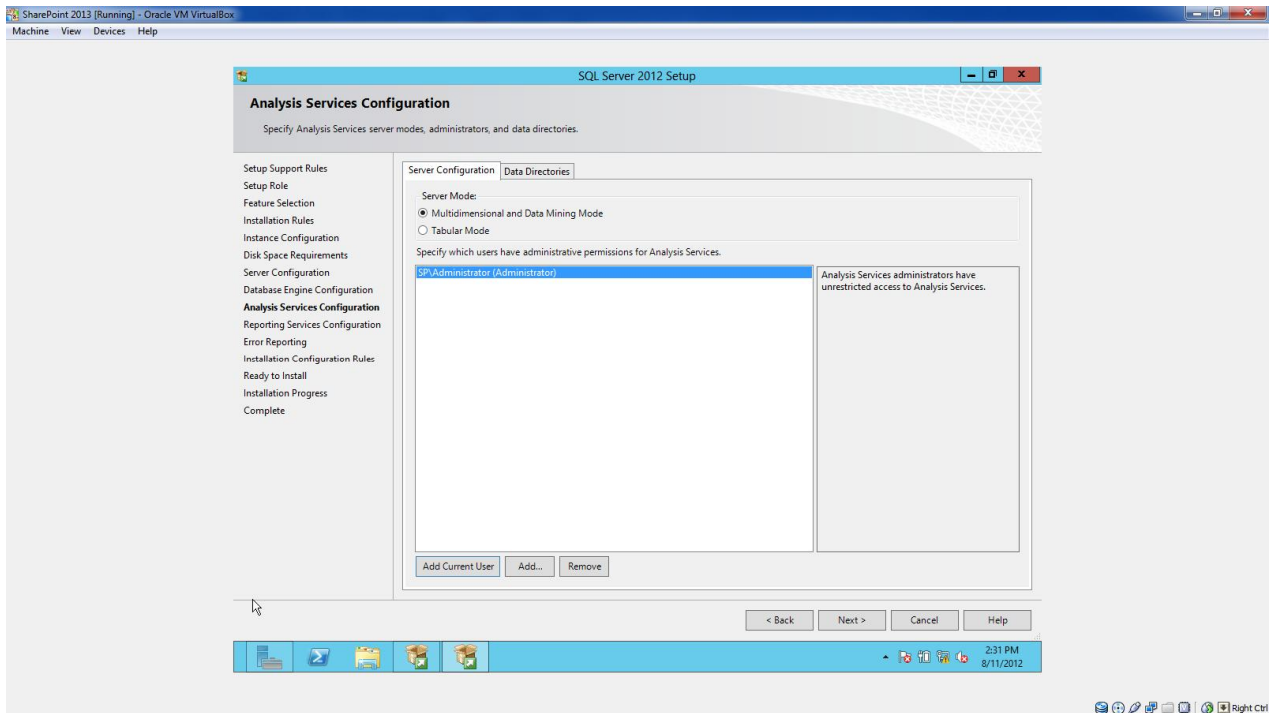 SharePoint 2013 [Running] - Oracle VM VirtualBox
Machine View Devices Help
SQL Server 2012 Setup
Analysis Services Configuration
Specify Analysis Services server modes, administrators, and data directories.
Setup Support Rules
Setup Role
Feature Selection
Installation Rules
Instance Configuration
Disk Space Requirements
Server Configuration
Database Engine Configuration
Analysis Services Configuration
Reporting Services Configuration
Error Reporting
Installation Configuration Rules
Ready to Install
Installation Progress
Complete
Server Configuration Data Directories
Server Mode:
Multidimensional and Data Mining Mode
Tabular Mode
Specify which users have administrative permissions for Analysis Services.
SP\Administrator (Administrator)
Analysis Services administrators have
unrestricted access to Analysis Services.
Add Current User Add... Remove
< Back Next > Cancel Help
2:31 PM
8/11/2012
Right Ctrl